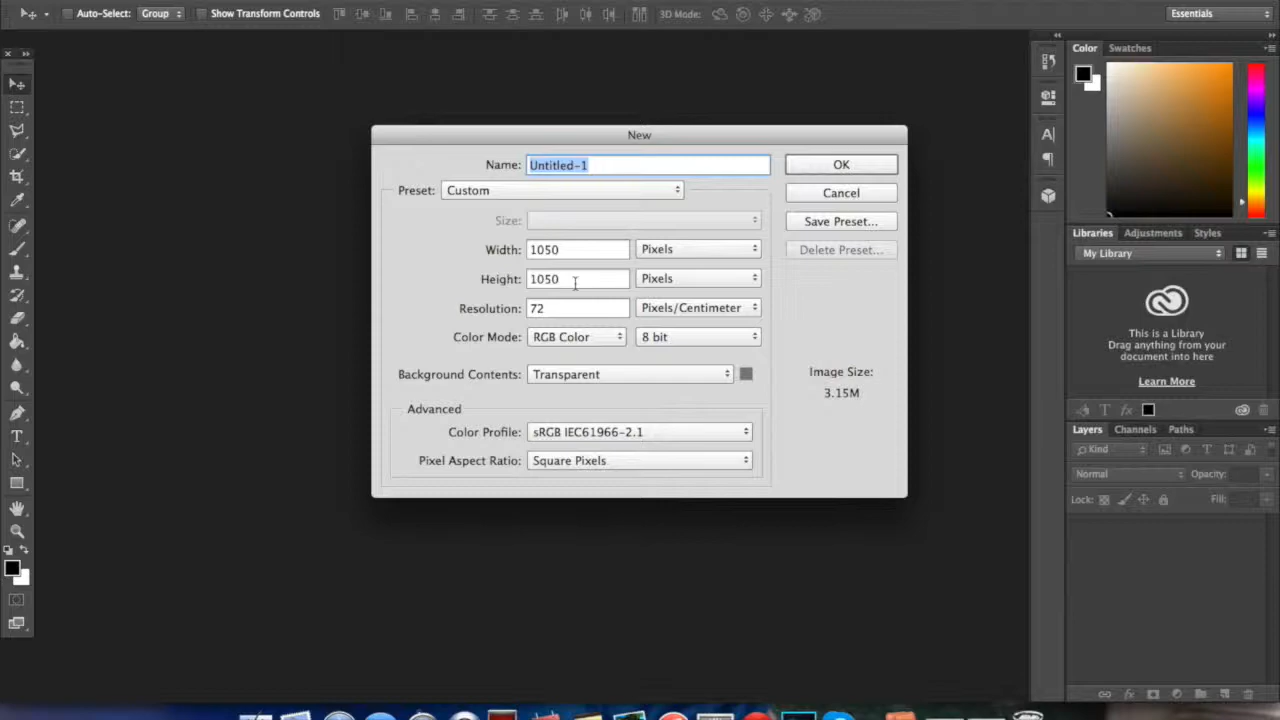 Auto-Select: Group Show Transform Controls 3D Mode: Essentials
New
Name: Untitled-1 OK
Preset: Custom Cancel
Size: Save Preset...
Width: 1050 Pixels Delete Preset...
Height: 1050 Pixels
Resolution: 72 Pixels/Centimeter
Color Mode: RGB Color 8 bit
Background Contents: Transparent
Image Size:
3.15M
Advanced
Color Profile: sRGB IEC61966-2.1
Pixel Aspect Ratio: Square Pixels
Color Swatches
Libraries Adjustments Styles
My Library
This is a Library
Drag anything from your
document into here
Learn More
Layers Channels Paths
Kind
Normal Opacity:
Lock: Fill: